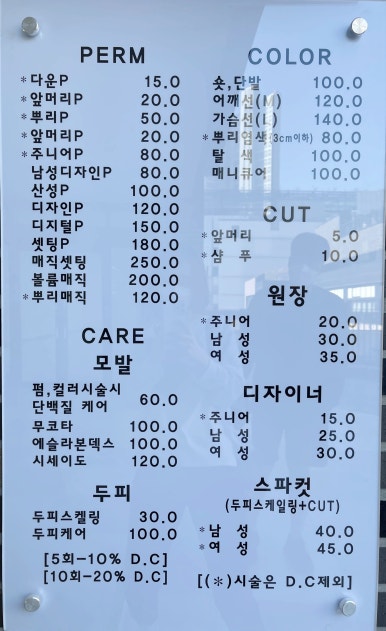 PERM
*다운P 15.0
*앞머리P 20.0
*뿌리P 50.0
*앞머리P 20.0
*주니어P 80.0
남성디자인P 80.0
산성P 100.0
디자인P 120.0
디지털P 150.0
셋팅P 180.0
매직셋팅 250.0
볼륨매직 200.0
*뿌리매직 120.0
CARE
모발
펌,컬러시술시
단백질 케어 60.0
무코타 100.0
에슬라본덱스 100.0
시세이도 120.0
두피
두피스켈링 30.0
두피케어 100.0
[5회-10% D.C]
[10회-20% D.C]
COLOR
숏,단발 100.0
어깨선(M) 120.0
가슴선(L) 140.0
*뿌리염색(3cm이하) 80.0
탈 색 100.0
매니큐어 100.0
CUT
*앞머리 5.0
*샴 푸 10.0
원장
*주니어 20.0
남 성 30.0
여 성 35.0
디자이너
*주니어 15.0
남 성 25.0
여 성 30.0
스파컷
(두피스케일링+CUT)
*남 성 40.0
*여 성 45.0
[(*)시술은 D.C제외]